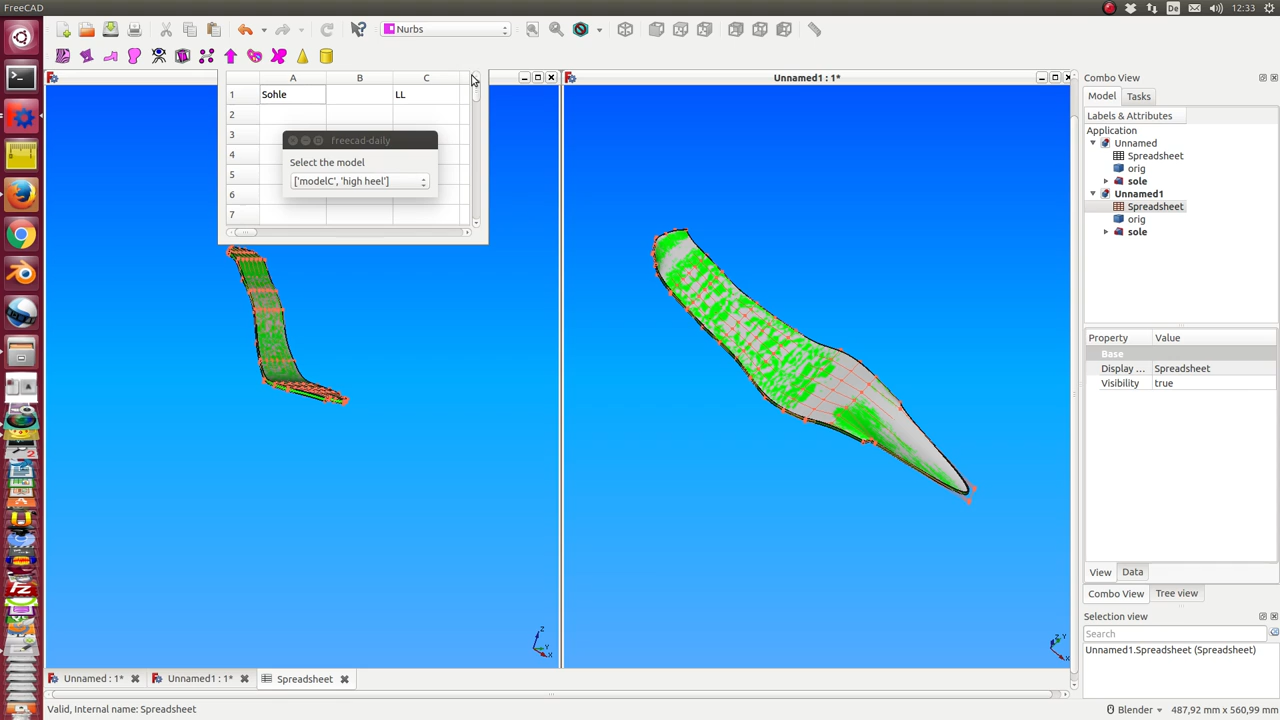 FreeCAD
De
12:33
Nurbs
Unnamed1 : 1*
A B C
1 Sohle LL
2
3
4
5
6
7
freecad-daily
Select the model
['modelC', 'high heel']
Combo View
Model Tasks
Labels & Attributes
Application
Unnamed
Spreadsheet
orig
sole
Unnamed1
Spreadsheet
orig
sole
Property Value
Base
Display ... Spreadsheet
Visibility true
View Data
Combo View Tree view
Selection view
Search
Unnamed1.Spreadsheet (Spreadsheet)
Z
Y
X
Z Y
X
Unnamed : 1* Unnamed1 : 1* Spreadsheet
Valid, Internal name: Spreadsheet
Blender 487,92 mm x 560,99 mm